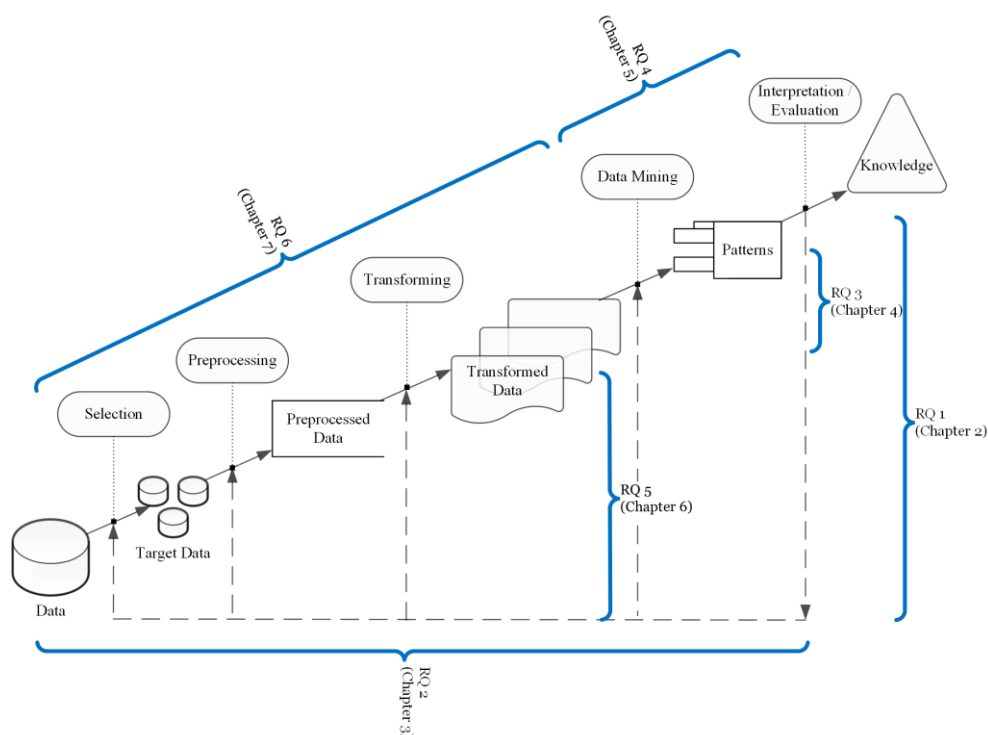 RQ 4
(Chapter 5)
Interpretation /
Evaluation
Knowledge
RQ 6
(Chapter 7)
Data Mining
Patterns
Transforming
RQ 3
(Chapter 4)
Preprocessing
Transformed
Data
Selection
Preprocessed
Data
RQ 1
(Chapter 2)
RQ 5
(Chapter 6)
Target Data
Data
RQ 2
(Chapter 3)